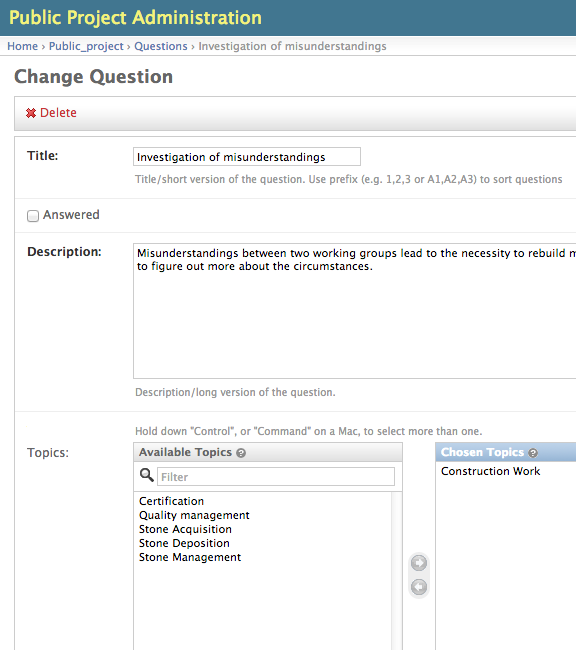 Public Project Administration
Home › Public_project › Questions › Investigation of misunderstandings
Change Question
Delete
Title:
Investigation of misunderstandings
Title/short version of the question. Use prefix (e.g. 1,2,3 or A1,A2,A3) to sort questions
Answered
Description:
Misunderstandings between two working groups lead to the necessity to rebuild
to figure out more about the circumstances.
Description/long version of the question.
Hold down "Control", or "Command" on a Mac, to select more than one.
Topics:
Available Topics ?
Chosen Topics ?
Filter
Construction Work
Certification
Quality management
Stone Acquisition
Stone Deposition
Stone Management